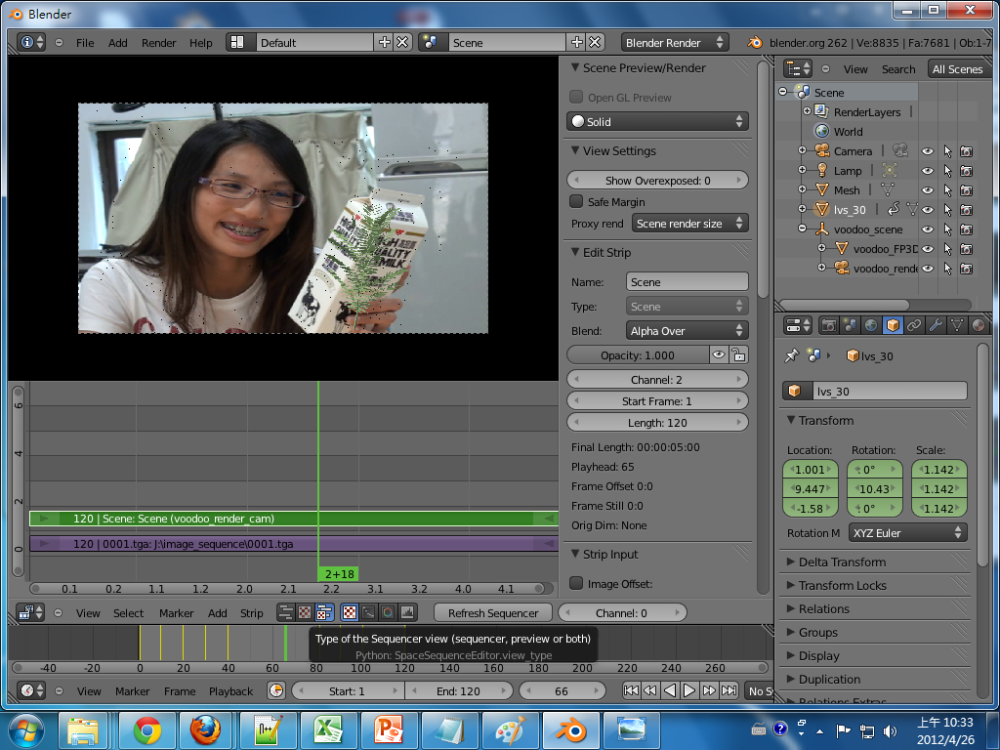 Blender
File Add Render Help Default Scene Blender Render blender.org 262 | Ve:8835 | Fa:7681 | Ob:1-7
Scene Preview/Render
Open GL Preview
Solid
View Settings
Show Overexposed: 0
Safe Margin
Proxy rend Scene render size
Edit Strip
Name: Scene
Type: Scene
Blend: Alpha Over
Opacity: 1.000
Channel: 2
Start Frame: 1
Length: 120
Final Length: 00:00:05:00
Playhead: 65
Frame Offset 0:0
Frame Still 0:0
Orig Dim: None
Strip Input
Image Offset:
View Search All Scenes
Scene
RenderLayers
World
Camera
Lamp
Mesh
lvs_30
voodoo_scene
voodoo_FP3D
voodoo_rende
lvs_30
lvs_30
Transform
Location: Rotation: Scale:
1.001 0° 1.142
9.447 10.43 1.142
-1.58 0° 1.142
Rotation M XYZ Euler
Delta Transform
Transform Locks
Relations
Groups
Display
Duplication
Relations Extras
HIGH
QUALITY
MILK
6
4
2
0
120 | Scene: Scene (voodoo_render_cam)
120 | 0001.tga: J:\image_sequence\0001.tga
2+18
0.1 0.2 1.1 1.2 2.0 2.1 2.2 3.1 3.2 4.0 4.1
View Select Marker Add Strip Refresh Sequencer Channel: 0
Type of the Sequencer view (sequencer, preview or both)
Python: SpaceSequenceEditor.view_type
-40 -20 0 20 40 60 80 100 120 140 160 180 200 220 240 260
View Marker Frame Playback Start: 1 End: 120 66 No S
上午 10:33
2012/4/26